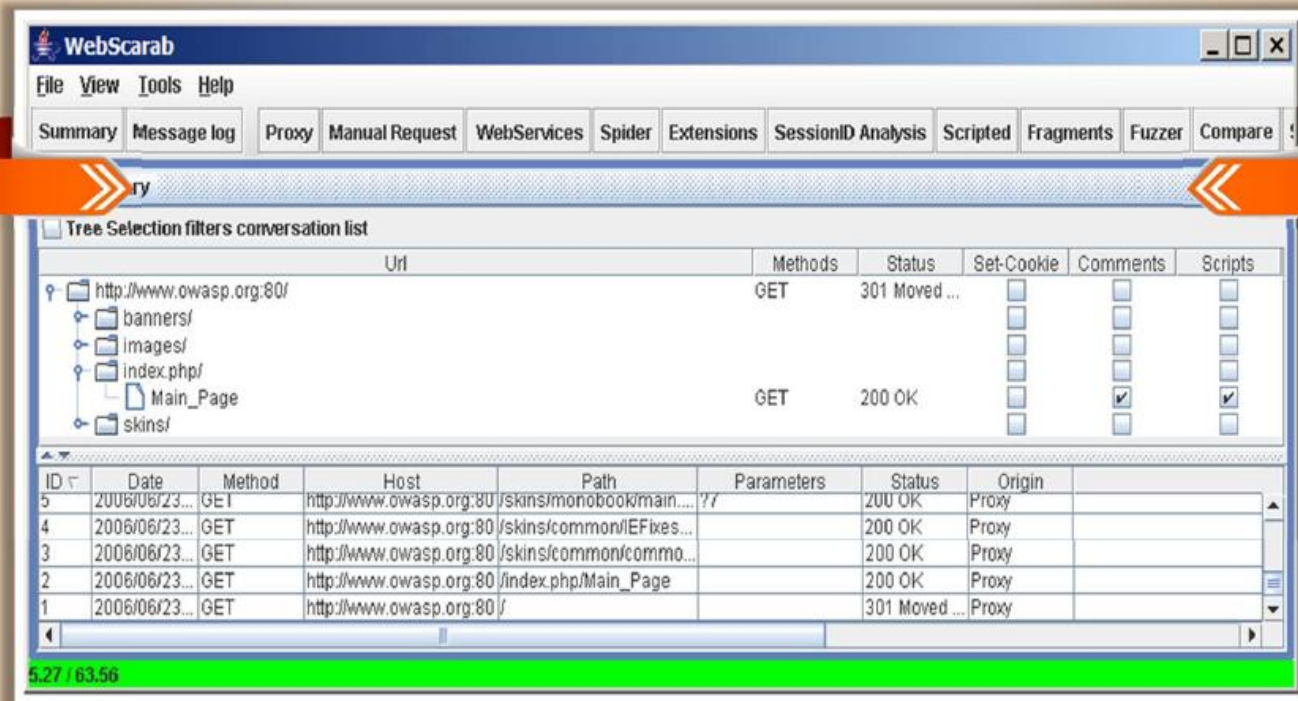 WebScarab
File View Tools Help
Summary Message log Proxy Manual Request WebServices Spider Extensions SessionID Analysis Scripted Fragments Fuzzer Compare
ry
Tree Selection filters conversation list
Url Methods Status Set-Cookie Comments Scripts
http://www.owasp.org:80/ GET 301 Moved ...
banners/
images/
index.php/
Main_Page GET 200 OK
skins/
ID Date Method Host Path Parameters Status Origin
5 2006/06/23... GET http://www.owasp.org:80 /skins/monobook/main.... ?7 200 OK Proxy
4 2006/06/23... GET http://www.owasp.org:80 /skins/common/IEFixes... 200 OK Proxy
3 2006/06/23... GET http://www.owasp.org:80 /skins/common/commo... 200 OK Proxy
2 2006/06/23... GET http://www.owasp.org:80 /index.php/Main_Page 200 OK Proxy
1 2006/06/23... GET http://www.owasp.org:80 / 301 Moved ... Proxy
5.27 / 63.56